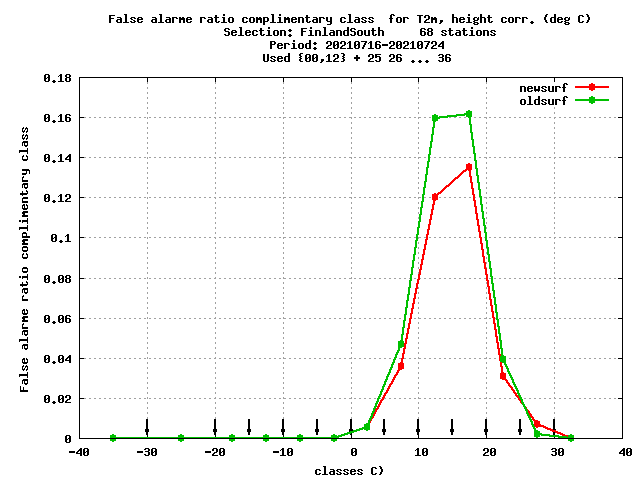 False alarme ratio complimentary class  for T2m, height corr. (deg C)
Selection: FinlandSouth     68 stations
Period: 20210716-20210724
Used {00,12} + 25 26 ... 36
newsurf
oldsurf
False alarme ratio complimentary class
0.18
0.16
0.14
0.12
0.1
0.08
0.06
0.04
0.02
0
-40 -30 -20 -10 0 10 20 30 40
classes C)